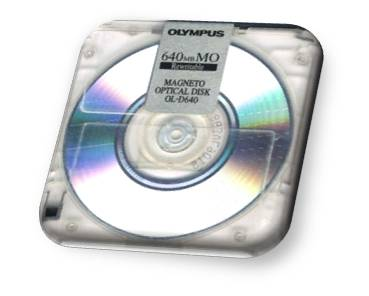 OLYMPUS
640MB MO
Rewritable
MAGNETO
OPTICAL DISK
OL-D640